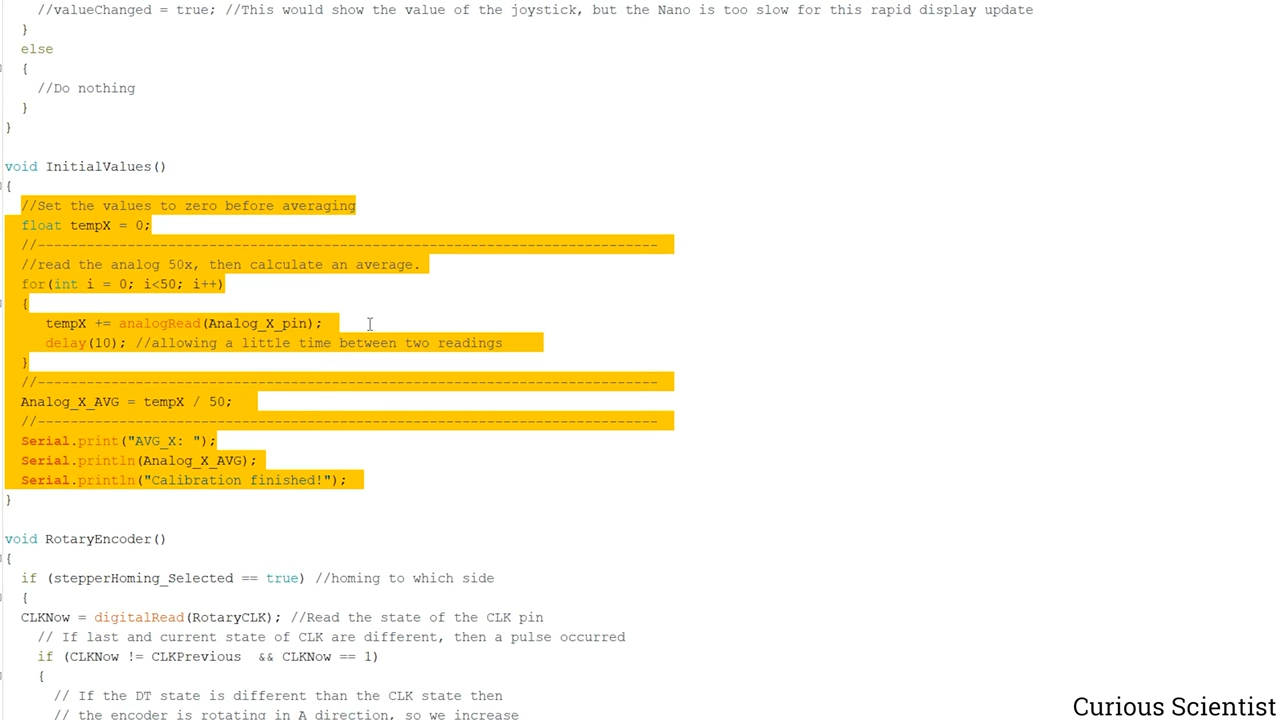 //valueChanged = true; //This would show the value of the joystick, but the Nano is too slow for this rapid display update
}
else
{
//Do nothing
}
}
void InitialValues()
{
//Set the values to zero before averaging
float tempX = 0;
//----------------------------------------------------------------------------
//read the analog 50x, then calculate an average.
for(int i = 0; i<50; i++)
{
tempX += analogRead(Analog_X_pin);
delay(10); //allowing a little time between two readings
}
//----------------------------------------------------------------------------
Analog_X_AVG = tempX / 50;
//----------------------------------------------------------------------------
Serial.print("AVG_X: ");
Serial.println(Analog_X_AVG);
Serial.println("Calibration finished!");
}
void RotaryEncoder()
{
if (stepperHoming_Selected == true) //homing to which side
{
CLKNow = digitalRead(RotaryCLK); //Read the state of the CLK pin
// If last and current state of CLK are different, then a pulse occurred
if (CLKNow != CLKPrevious  && CLKNow == 1)
{
// If the DT state is different than the CLK state then
// the encoder is rotating in A direction, so we increase
Curious Scientist